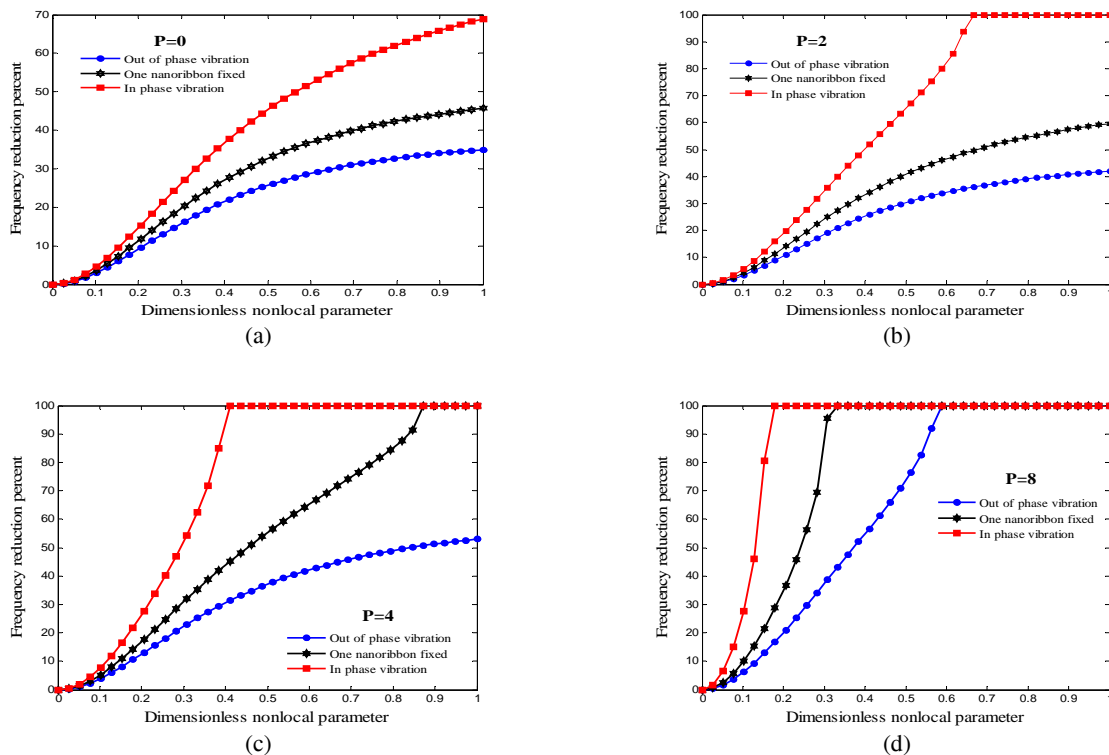 70
60
50
40
30
20
10
0
Frequency reduction percent
P=0
Out of phase vibration
One nanoribbon fixed
In phase vibration
0 0.1 0.2 0.3 0.4 0.5 0.6 0.7 0.8 0.9 1
Dimensionless nonlocal parameter
(a)
100
90
80
70
60
50
40
30
20
10
0
Frequency reduction percent
P=2
Out of phase vibration
One nanoribbon fixed
In phase vibration
0 0.1 0.2 0.3 0.4 0.5 0.6 0.7 0.8 0.9 1
Dimensionless nonlocal parameter
(b)
100
90
80
70
60
50
40
30
20
10
0
Frequency reduction percent
P=4
Out of phase vibration
One nanoribbon fixed
In phase vibration
0 0.1 0.2 0.3 0.4 0.5 0.6 0.7 0.8 0.9 1
Dimensionless nonlocal parameter
(c)
100
90
80
70
60
50
40
30
20
10
0
Frequency reduction percent
P=8
Out of phase vibration
One nanoribbon fixed
In phase vibration
0 0.1 0.2 0.3 0.4 0.5 0.6 0.7 0.8 0.9 1
Dimensionless nonlocal parameter
(d)